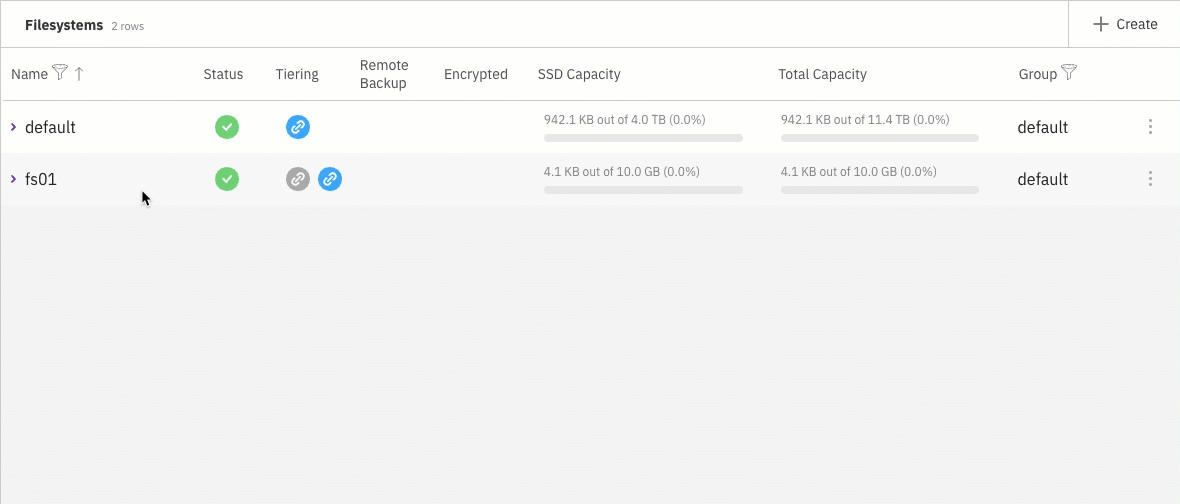 Filesystems 2 rows
Create
Name Status Tiering Remote Backup Encrypted SSD Capacity Total Capacity Group
default 942.1 KB out of 4.0 TB (0.0%) 942.1 KB out of 11.4 TB (0.0%) default
fs01 4.1 KB out of 10.0 GB (0.0%) 4.1 KB out of 10.0 GB (0.0%) default